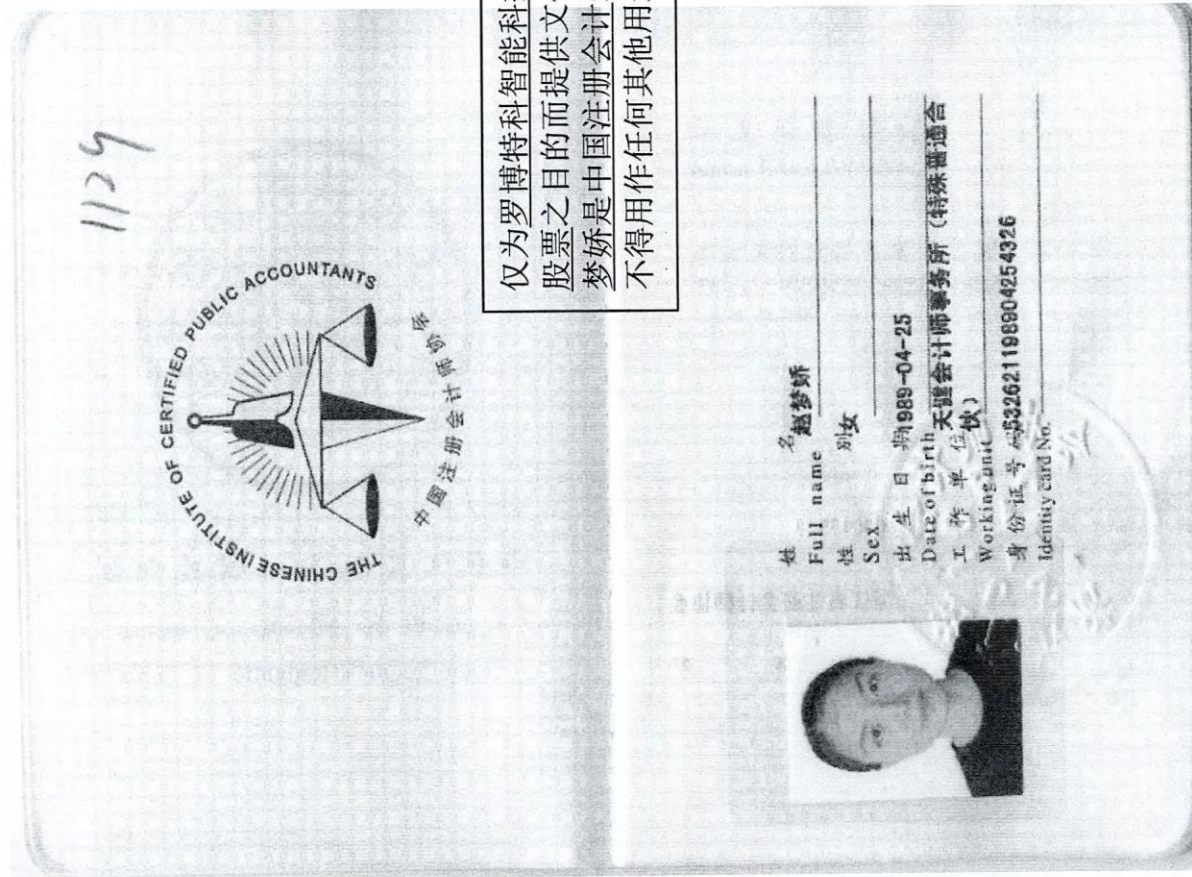 1129
THE CHINESE INSTITUTE OF CERTIFIED PUBLIC ACCOUNTANTS
中国注册会计师协会
仅为罗博特科智能科
股票之目的而提供文
梦娇是中国注册会计
不得用作任何其他用
姓 名 赵梦娇
Full name
性 别 女
Sex
出生日期 1989-04-25
Date of birth
工作单位 天健会计师事务所（特殊普通合
Working unit 伙）
身份证号码 532621198904254326
Identity card No.